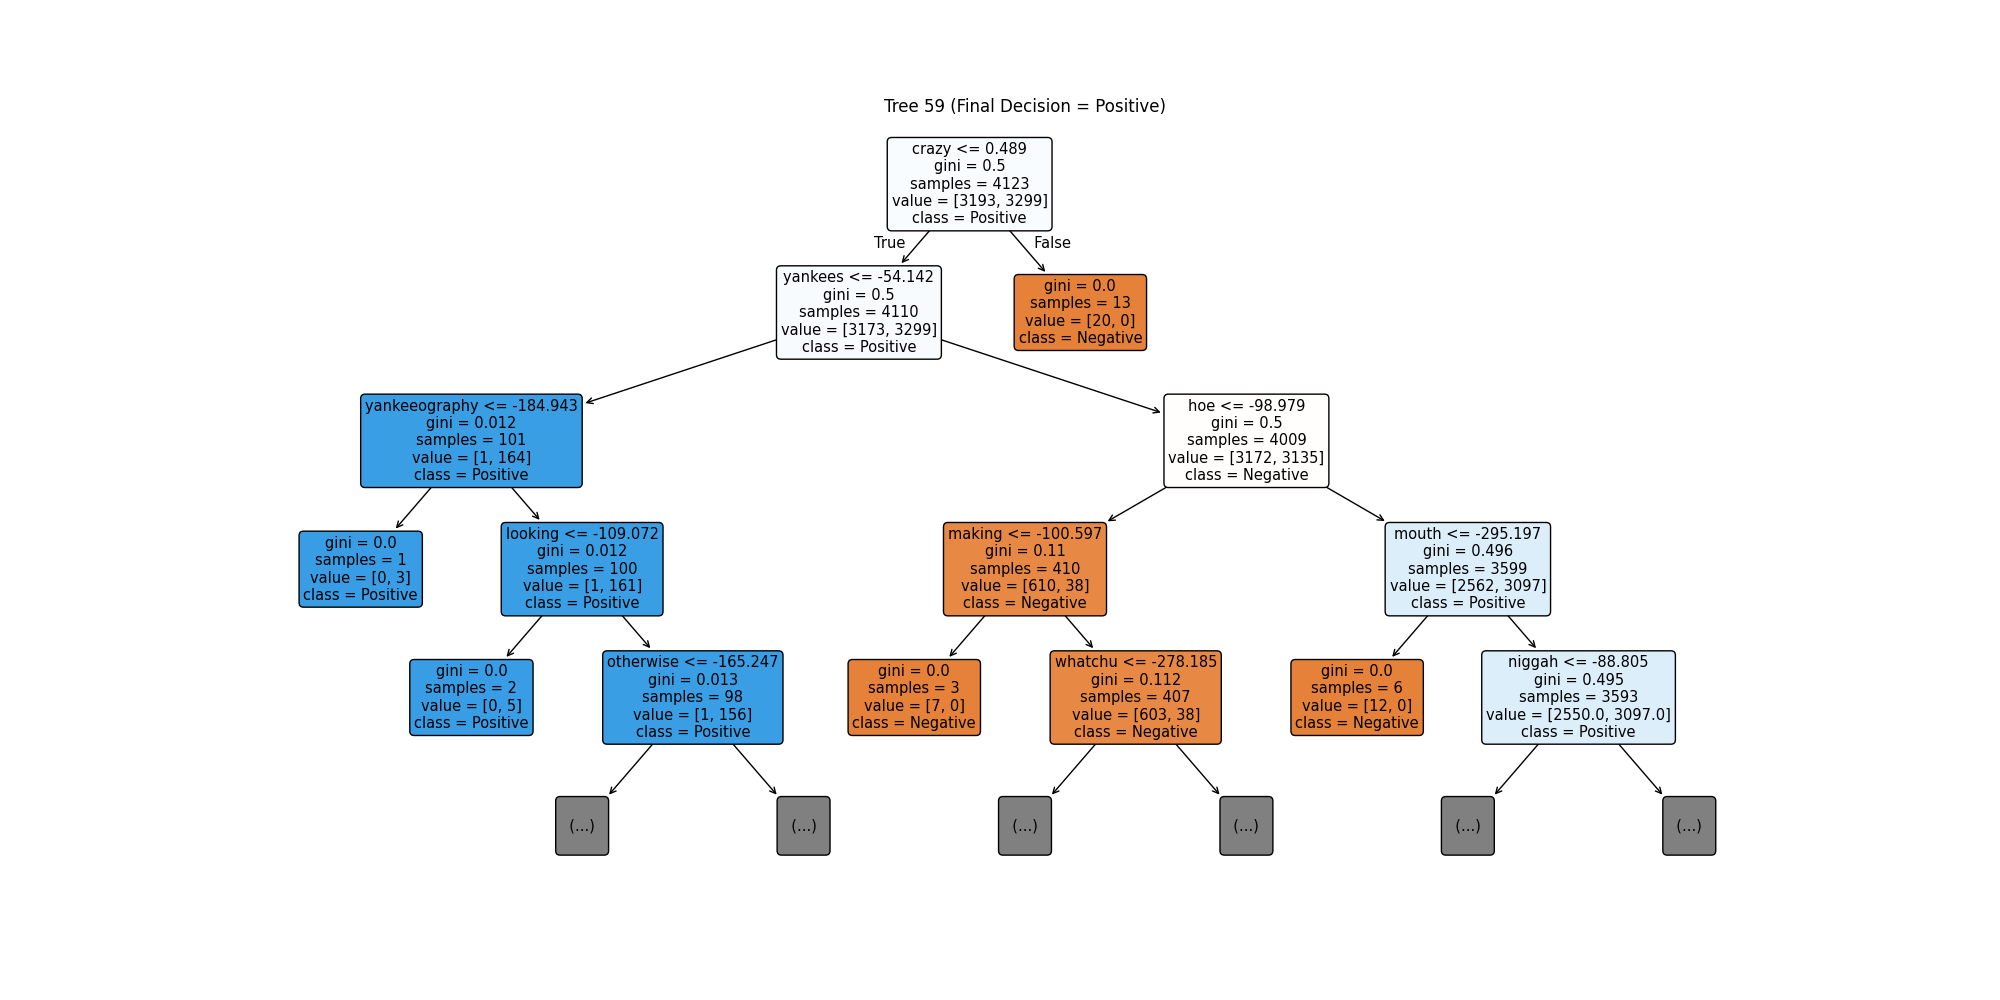 Tree 59 (Final Decision = Positive)
crazy <= 0.489
gini = 0.5
samples = 4123
value = [3193, 3299]
class = Positive
True
False
yankees <= -54.142
gini = 0.5
samples = 4110
value = [3173, 3299]
class = Positive
gini = 0.0
samples = 13
value = [20, 0]
class = Negative
yankeeography <= -184.943
gini = 0.012
samples = 101
value = [1, 164]
class = Positive
hoe <= -98.979
gini = 0.5
samples = 4009
value = [3172, 3135]
class = Negative
gini = 0.0
samples = 1
value = [0, 3]
class = Positive
looking <= -109.072
gini = 0.012
samples = 100
value = [1, 161]
class = Positive
making <= -100.597
gini = 0.11
samples = 410
value = [610, 38]
class = Negative
mouth <= -295.197
gini = 0.496
samples = 3599
value = [2562, 3097]
class = Positive
gini = 0.0
samples = 2
value = [0, 5]
class = Positive
otherwise <= -165.247
gini = 0.013
samples = 98
value = [1, 156]
class = Positive
gini = 0.0
samples = 3
value = [7, 0]
class = Negative
whatchu <= -278.185
gini = 0.112
samples = 407
value = [603, 38]
class = Negative
gini = 0.0
samples = 6
value = [12, 0]
class = Negative
niggah <= -88.805
gini = 0.495
samples = 3593
value = [2550.0, 3097.0]
class = Positive
(...)
(...)
(...)
(...)
(...)
(...)